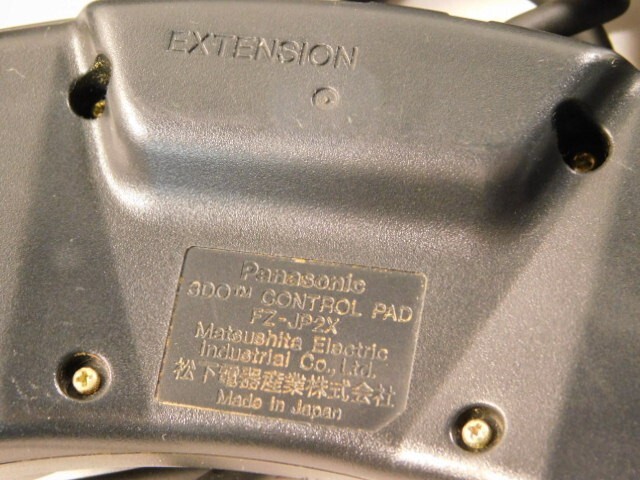 EXTENSION
Panasonic
3DO™ CONTROL PAD
FZ-JP2X
Matsushita Electric
Industrial Co., Ltd.
松下電器産業株式会社
Made in Japan